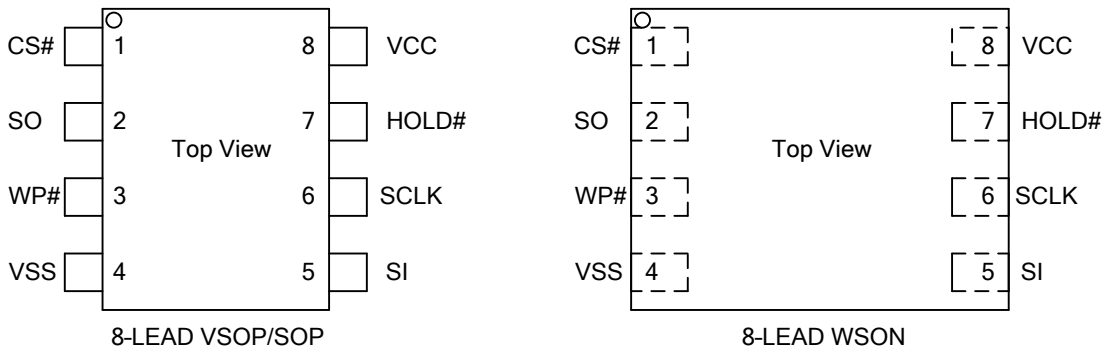 CS# 1 8 VCC
SO 2 7 HOLD#
Top View
WP# 3 6 SCLK
VSS 4 5 SI
8-LEAD VSOP/SOP
CS# 1 8 VCC
SO 2 7 HOLD#
Top View
WP# 3 6 SCLK
VSS 4 5 SI
8-LEAD WSON